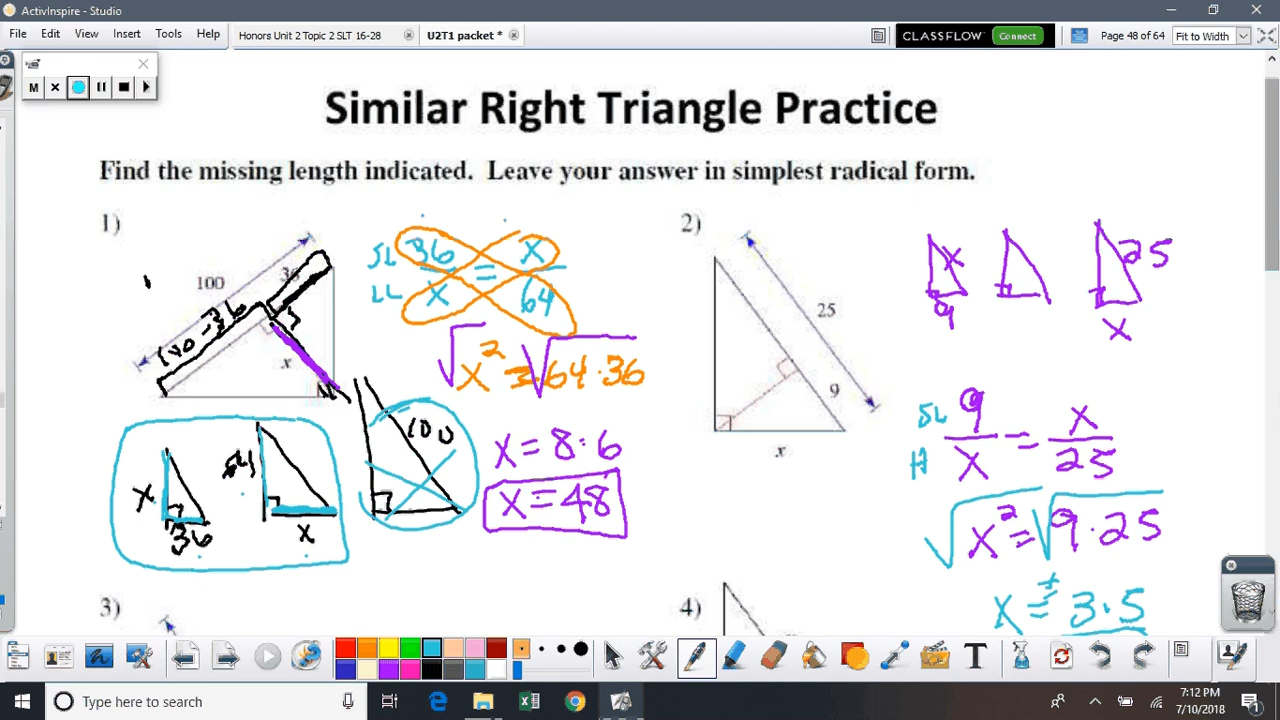 ActivInspire - Studio
File Edit View Insert Tools Help
Honors Unit 2 Topic 2 SLT 16-28
U2T1 packet *
CLASSFLOW Connect
Page 48 of 64
Fit to Width
M
Similar Right Triangle Practice
Find the missing length indicated. Leave your answer in simplest radical form.
1)
100
36
x
100-36
SL 36 = X
LL X 64
√X² = √64·36
X = 8·6
X = 48
X
36
64
X
100
2)
25
9
x
X
9
25
X
SL 9 = X
H X 25
√X² = √9·25
X = ± 3·5
3)
4)
T
Type here to search
7:12 PM
7/10/2018